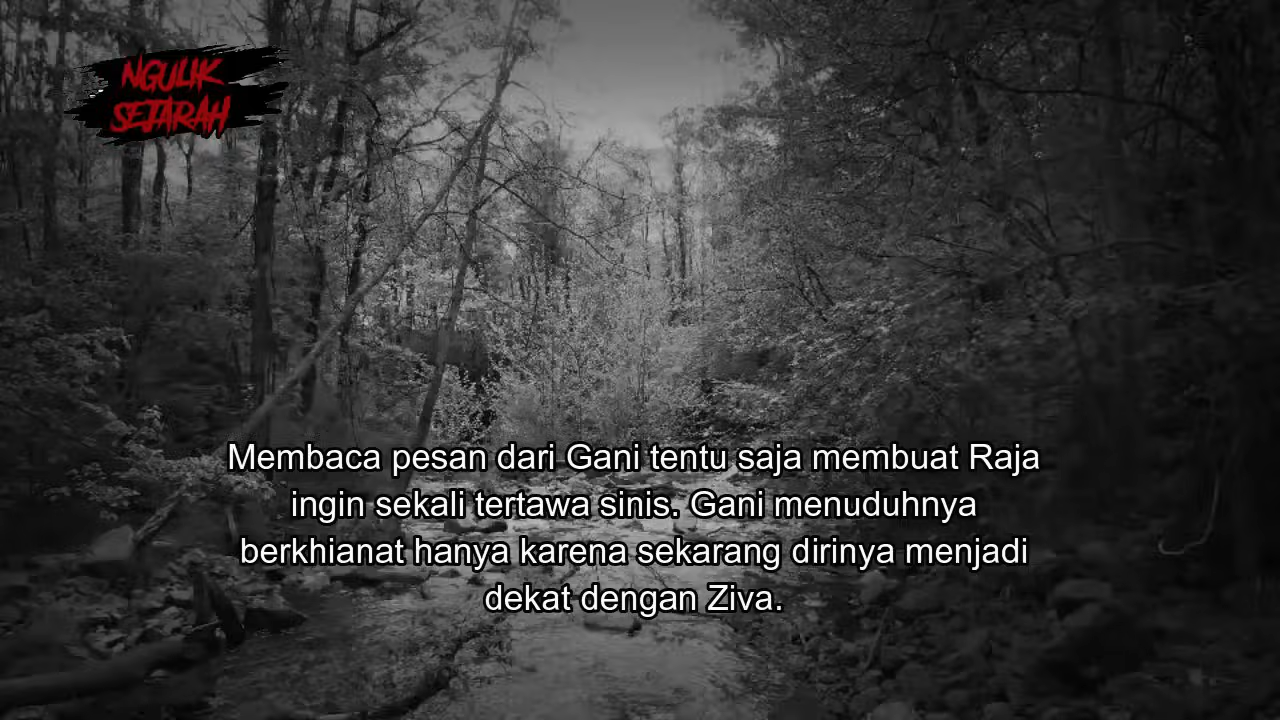 NGULIK
SEJARAH
Membaca pesan dari Gani tentu saja membuat Raja
ingin sekali tertawa sinis. Gani menuduhnya
berkhianat hanya karena sekarang dirinya menjadi
dekat dengan Ziva.